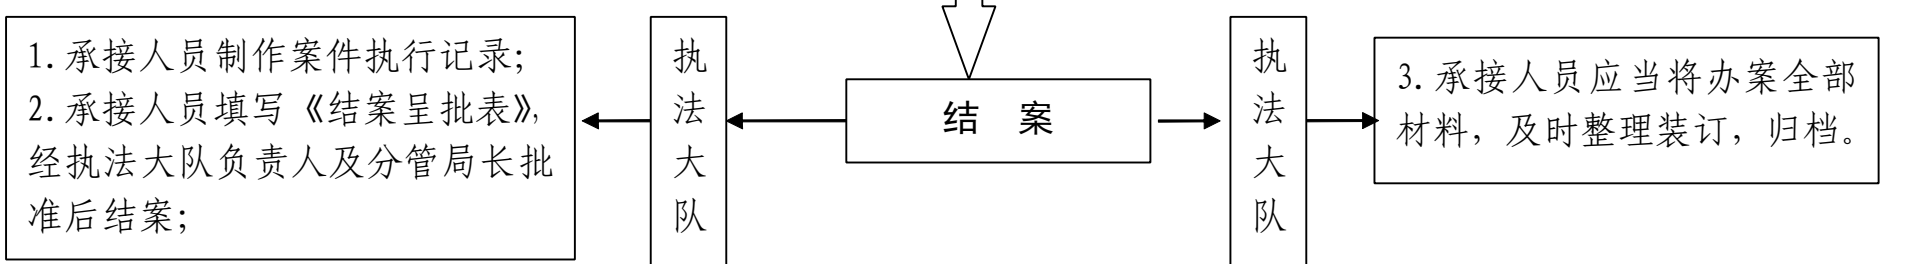 1.承接人员制作案件执行记录;
2.承接人员填写《结案呈批表》,
经执法大队负责人及分管局长批
准后结案;
执
法
大
队
结 案
执
法
大
队
3.承接人员应当将办案全部
材料，及时整理装订，归档。